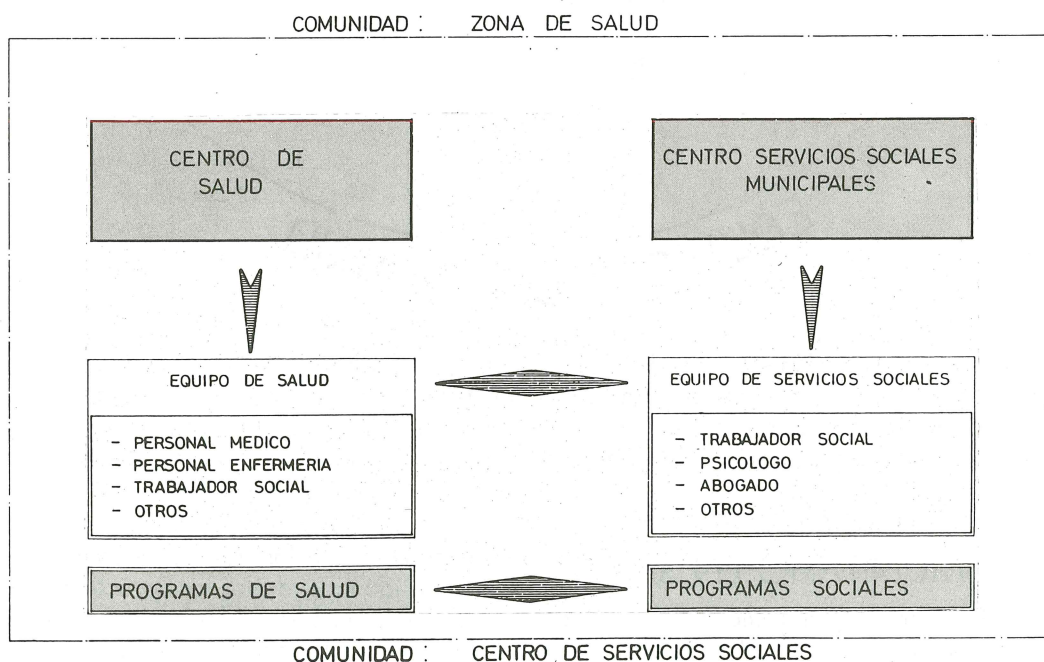 COMUNIDAD : ZONA DE SALUD
CENTRO DE
SALUD
CENTRO SERVICIOS SOCIALES
MUNICIPALES
EQUIPO DE SALUD
- PERSONAL MEDICO
- PERSONAL ENFERMERIA
- TRABAJADOR SOCIAL
- OTROS
EQUIPO DE SERVICIOS SOCIALES
- TRABAJADOR SOCIAL
- PSICOLOGO
- ABOGADO
- OTROS
PROGRAMAS DE SALUD
PROGRAMAS SOCIALES
COMUNIDAD : CENTRO DE SERVICIOS SOCIALES